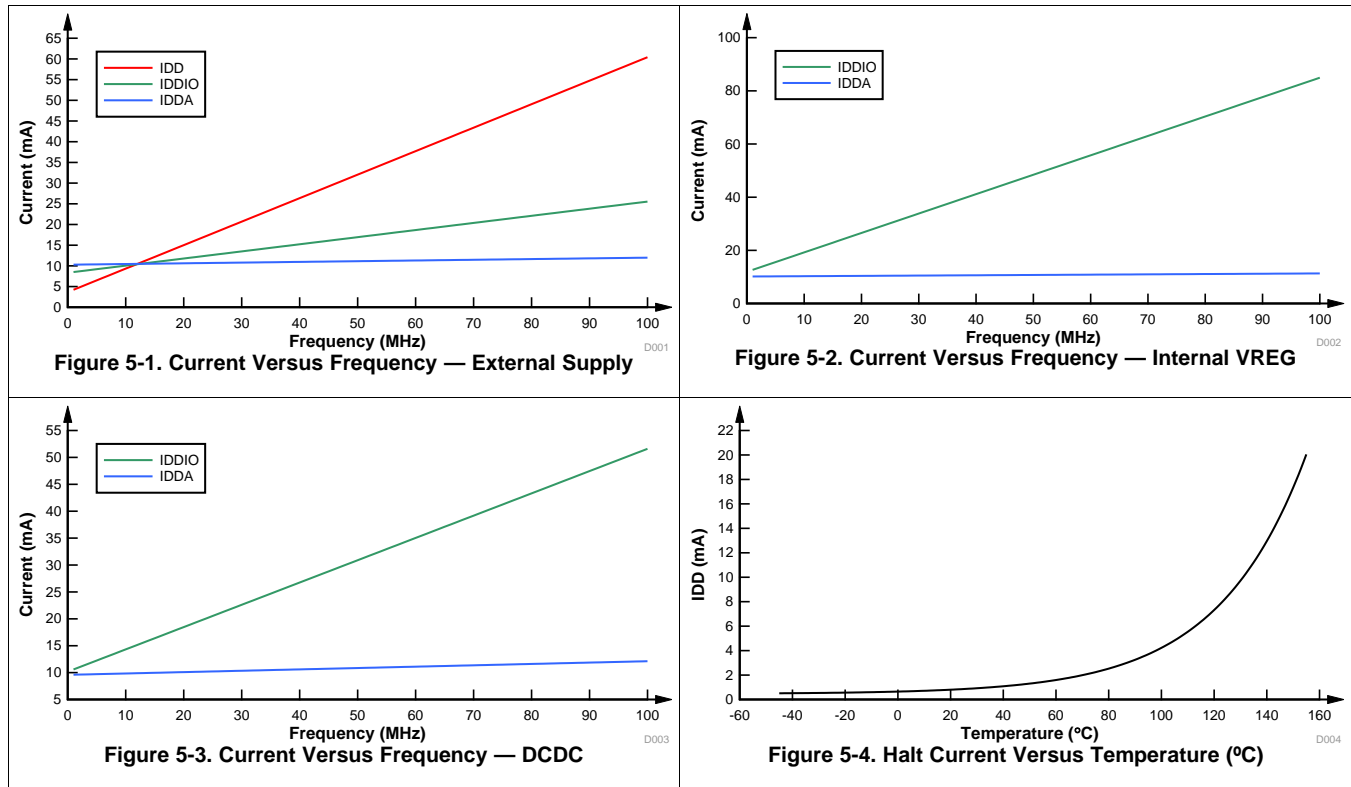 65
60
55
50
45
40
35
30
25
20
15
10
5
0
Current (mA)
IDD
IDDIO
IDDA
0 10 20 30 40 50 60 70 80 90 100
Frequency (MHz)
D001
Figure 5-1. Current Versus Frequency — External Supply
100
80
60
40
20
0
Current (mA)
IDDIO
IDDA
0 10 20 30 40 50 60 70 80 90 100
Frequency (MHz)
D002
Figure 5-2. Current Versus Frequency — Internal VREG
55
50
45
40
35
30
25
20
15
10
5
Current (mA)
IDDIO
IDDA
0 10 20 30 40 50 60 70 80 90 100
Frequency (MHz)
D003
Figure 5-3. Current Versus Frequency — DCDC
22
20
18
16
14
12
10
8
6
4
2
0
IDD (mA)
-60 -40 -20 0 20 40 60 80 100 120 140 160
Temperature (ºC)
D004
Figure 5-4. Halt Current Versus Temperature (ºC)